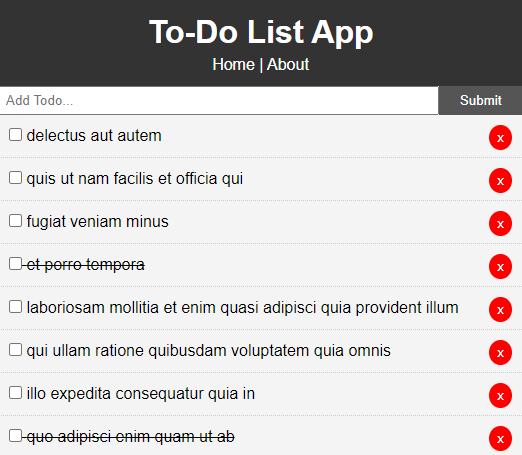 To-Do List App
Home | About
Add Todo... Submit
delectus aut autem x
quis ut nam facilis et officia qui x
fugiat veniam minus x
et porro tempora x
laboriosam mollitia et enim quasi adipisci quia provident illum x
qui ullam ratione quibusdam voluptatem quia omnis x
illo expedita consequatur quia in x
quo adipisci enim quam ut ab x